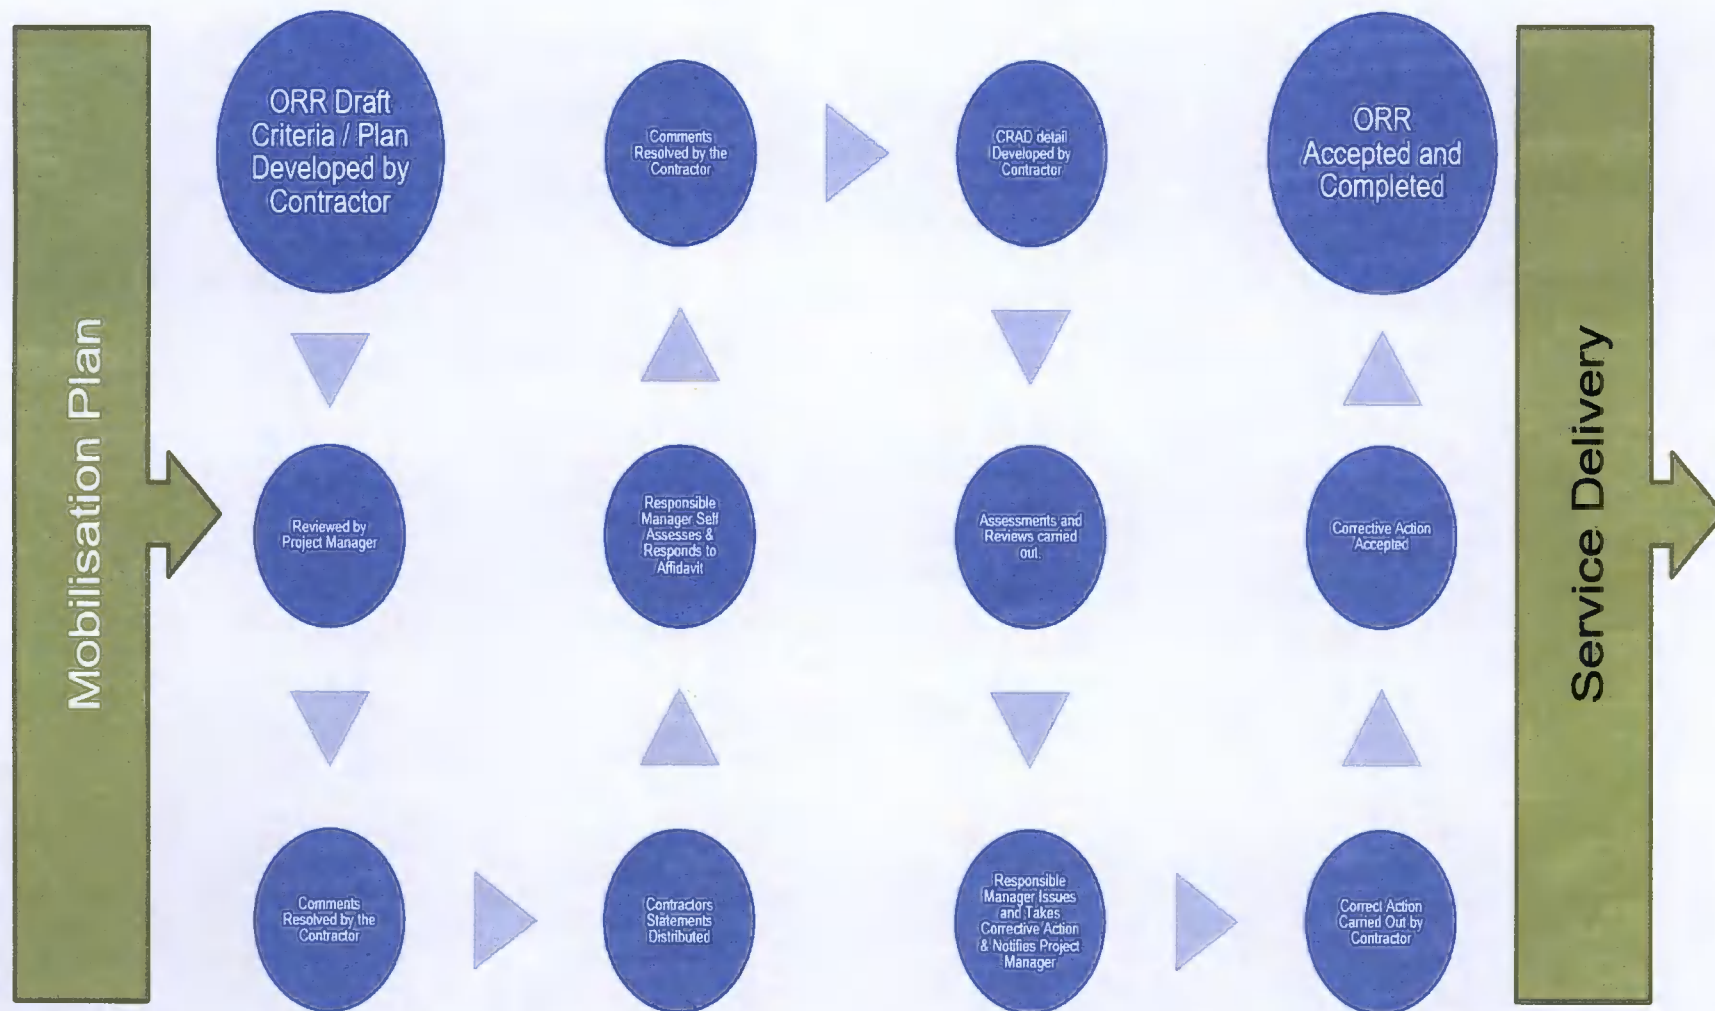 Mobilisation Plan
ORR Draft
Criteria / Plan
Developed by
Contractor
Reviewed by
Project Manager
Comments
Resolved by the
Contractor
Contractors
Statements
Distributed
Responsible
Manager Self
Assesses &
Responds to
Affidavit
Comments
Resolved by the
Contractor
CRAD detail
Developed by
Contractor
Assessments and
Reviews carried
out.
Responsible
Manager Issues
and Takes
Corrective Action
& Notifies Project
Manager
Correct Action
Carried Out by
Contractor
Corrective Action
Accepted
ORR
Accepted and
Completed
Service Delivery